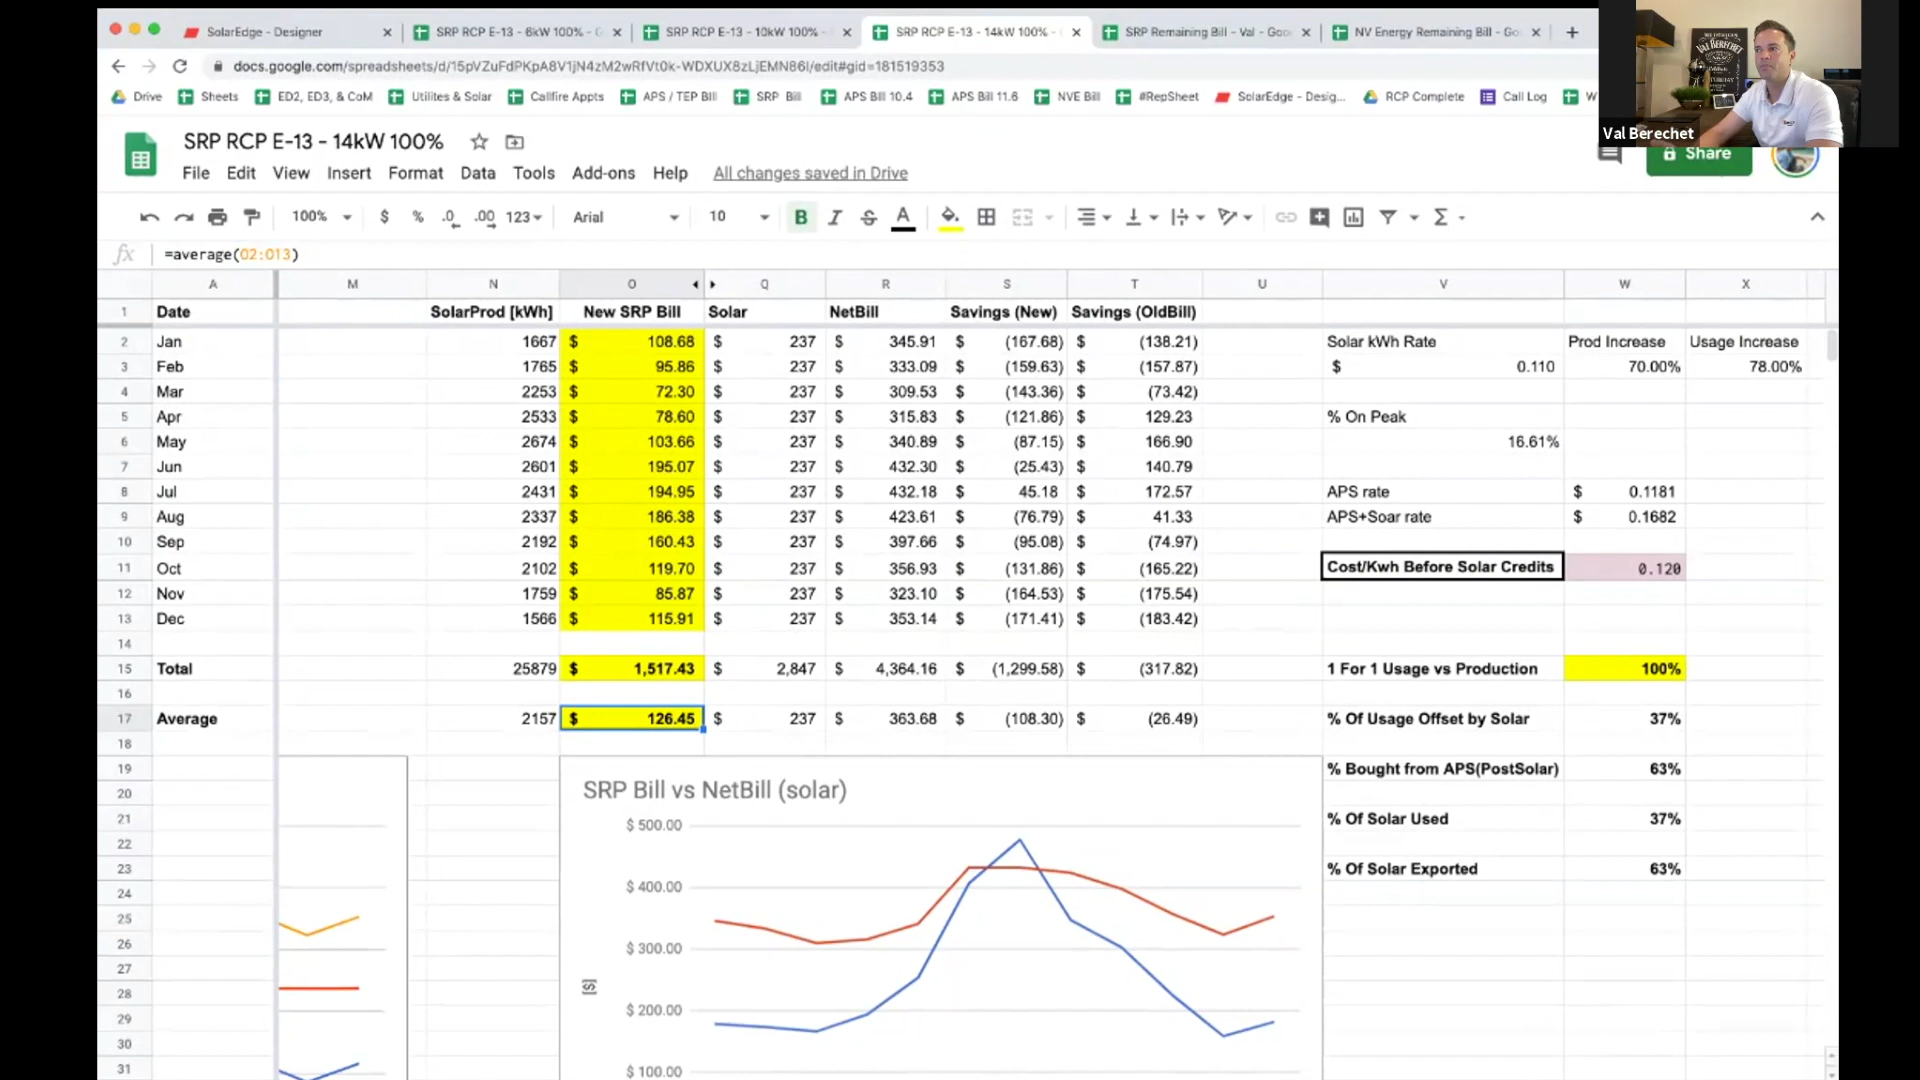 SolarEdge - Designer
SRP RCP E-13 - 6kW 100% - G
SRP RCP E-13 - 10kW 100% -
SRP RCP E-13 - 14kW 100% -
SRP Remaining Bill - Val - Goo
NV Energy Remaining Bill - Go
docs.google.com/spreadsheets/d/15pVZuFdPKpA8V1jN4zM2wRfVt0k-WDXUX8zLjEMN86I/edit#gid=181519353
Drive Sheets ED2, ED3, & CoM Utilites & Solar Callfire Appts APS / TEP Bill SRP Bill APS Bill 10.4 APS Bill 11.6 NVE Bill #RepSheet SolarEdge - Desig... RCP Complete Call Log W
VAL BERECHET
Val Berechet
SRP RCP E-13 - 14kW 100%
File Edit View Insert Format Data Tools Add-ons Help All changes saved in Drive
Share
100% $ % .0 .00 123 Arial 10 B I S A
fx =average(O2:O13)
A M N O Q R S T U V W X
1 Date SolarProd [kWh] New SRP Bill Solar NetBill Savings (New) Savings (OldBill)
2 Jan 1667 $ 108.68 $ 237 $ 345.91 $ (167.68) $ (138.21) Solar kWh Rate Prod Increase Usage Increase
3 Feb 1765 $ 95.86 $ 237 $ 333.09 $ (159.63) $ (157.87) $ 0.110 70.00% 78.00%
4 Mar 2253 $ 72.30 $ 237 $ 309.53 $ (143.36) $ (73.42)
5 Apr 2533 $ 78.60 $ 237 $ 315.83 $ (121.86) $ 129.23 % On Peak
6 May 2674 $ 103.66 $ 237 $ 340.89 $ (87.15) $ 166.90 16.61%
7 Jun 2601 $ 195.07 $ 237 $ 432.30 $ (25.43) $ 140.79
8 Jul 2431 $ 194.95 $ 237 $ 432.18 $ 45.18 $ 172.57 APS rate $ 0.1181
9 Aug 2337 $ 186.38 $ 237 $ 423.61 $ (76.79) $ 41.33 APS+Soar rate $ 0.1682
10 Sep 2192 $ 160.43 $ 237 $ 397.66 $ (95.08) $ (74.97)
11 Oct 2102 $ 119.70 $ 237 $ 356.93 $ (131.86) $ (165.22) Cost/Kwh Before Solar Credits 0.120
12 Nov 1759 $ 85.87 $ 237 $ 323.10 $ (164.53) $ (175.54)
13 Dec 1566 $ 115.91 $ 237 $ 353.14 $ (171.41) $ (183.42)
14
15 Total 25879 $ 1,517.43 $ 2,847 $ 4,364.16 $ (1,299.58) $ (317.82) 1 For 1 Usage vs Production 100%
16
17 Average 2157 $ 126.45 $ 237 $ 363.68 $ (108.30) $ (26.49) % Of Usage Offset by Solar 37%
18
19 % Bought from APS(PostSolar) 63%
20 SRP Bill vs NetBill (solar)
21 $ 500.00 % Of Solar Used 37%
22
23 % Of Solar Exported 63%
24 $ 400.00
25
26 $ 300.00
27
28 |S|
29 $ 200.00
30
31 $ 100.00